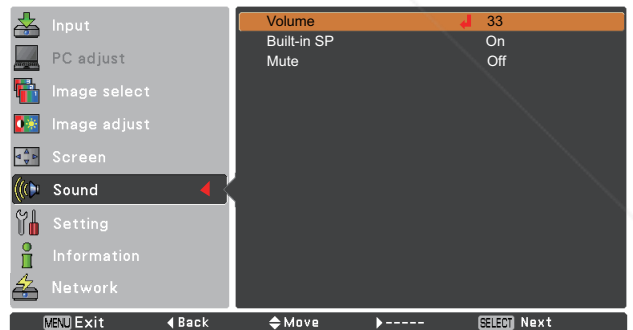 Input
PC adjust
Image select
Image adjust
Screen
Sound
Setting
Information
Network
Volume 33
Built-in SP On
Mute Off
MENU Exit Back Move ----- SELECT Next